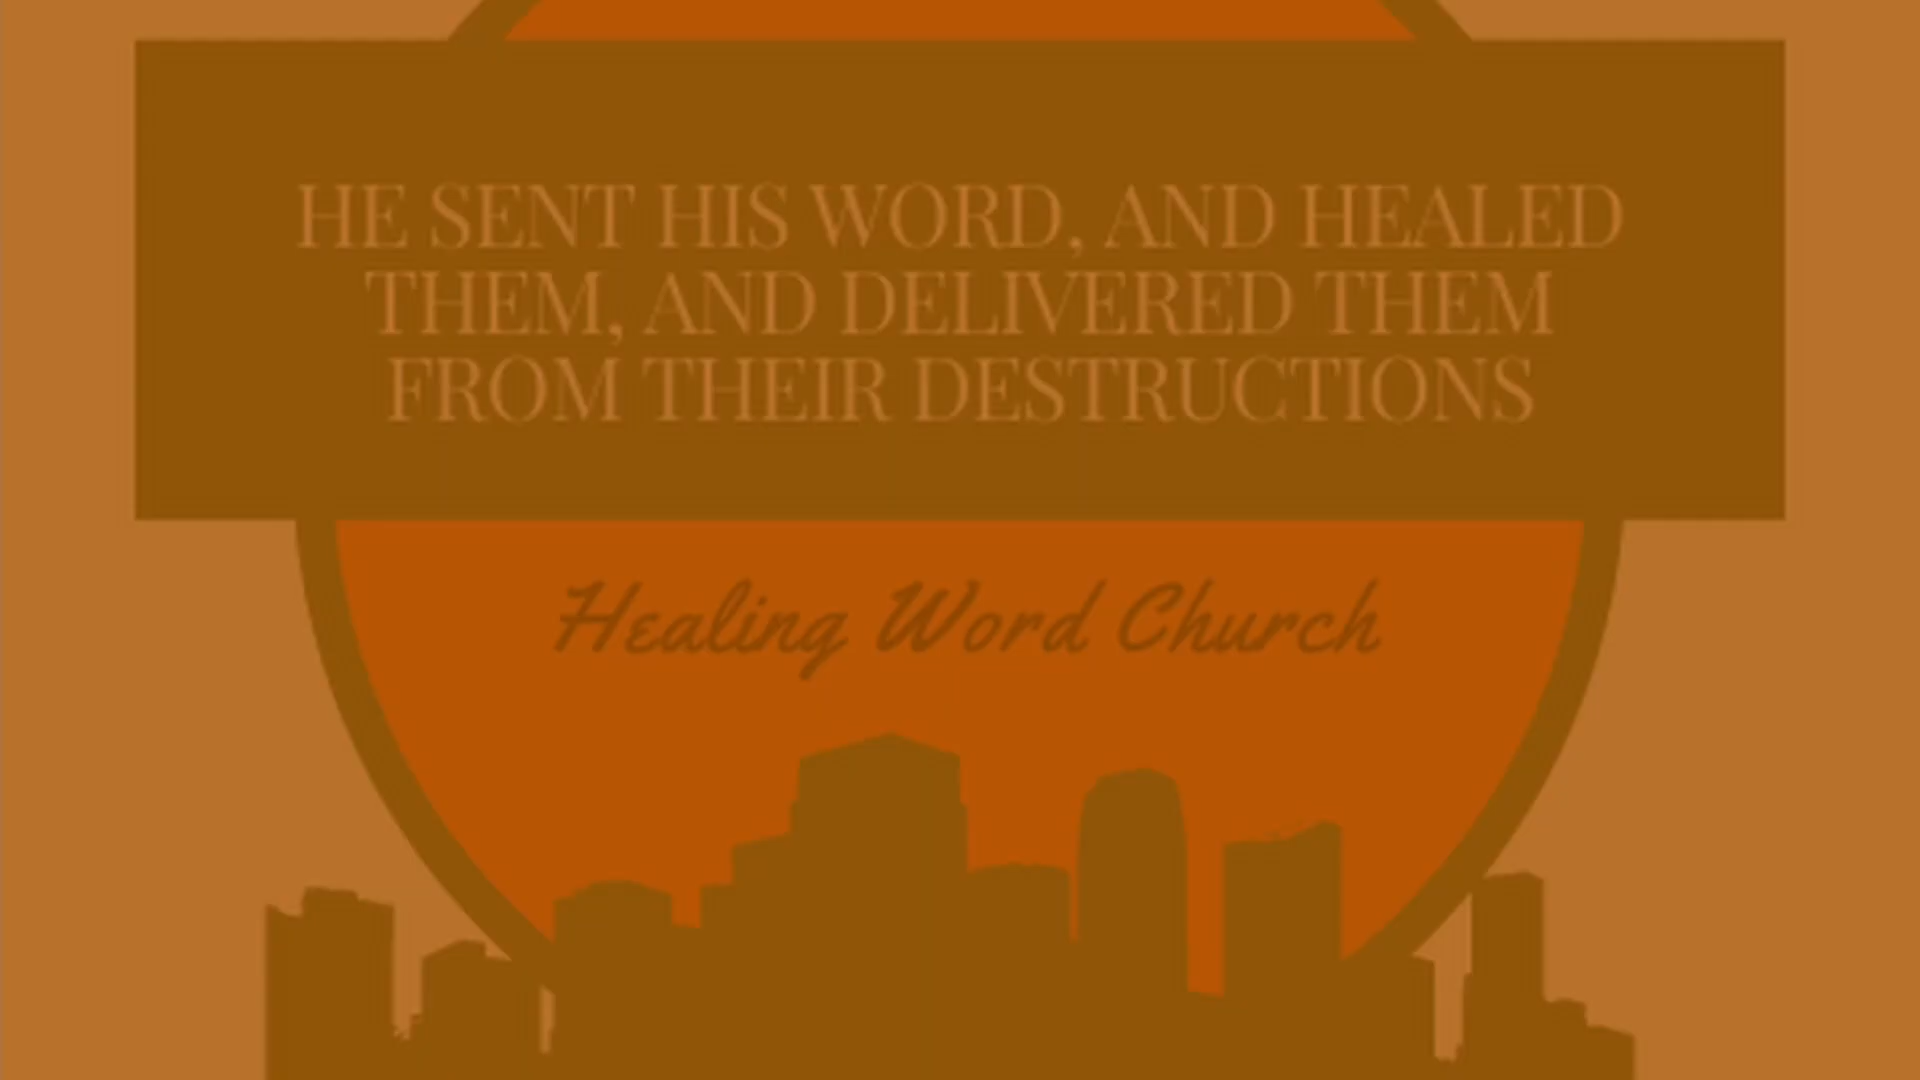 HE SENT HIS WORD, AND HEALED
THEM, AND DELIVERED THEM
FROM THEIR DESTRUCTIONS
Healing Word Church